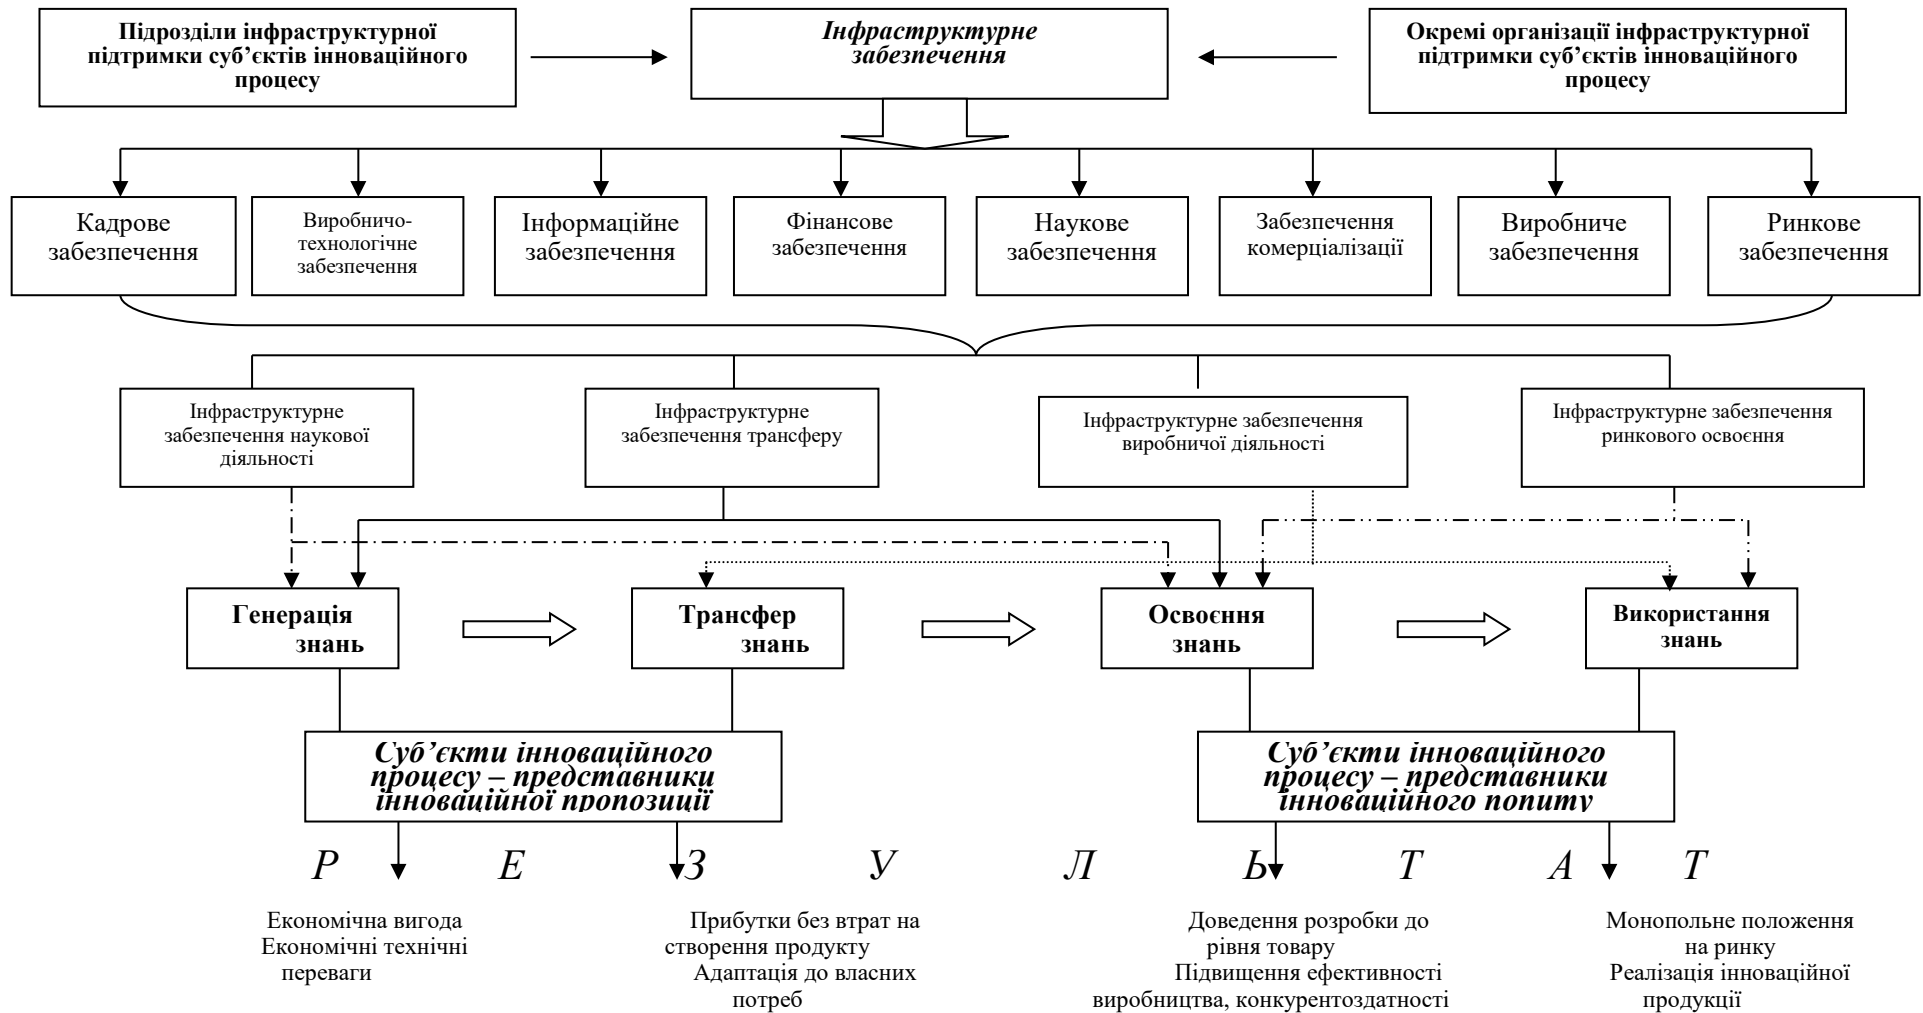 Підрозділи інфраструктурної
підтримки суб’єктів інноваційного
процесу
Інфраструктурне
забезпечення
Окремі організації інфраструктурної
підтримки суб’єктів інноваційного
процесу
Кадрове
забезпечення
Виробничо-
технологічне
забезпечення
Інформаційне
забезпечення
Фінансове
забезпечення
Наукове
забезпечення
Забезпечення
комерціалізації
Виробниче
забезпечення
Ринкове
забезпечення
Інфраструктурне
забезпечення наукової
діяльності
Інфраструктурне
забезпечення трансферу
Інфраструктурне забезпечення
виробничої діяльності
Інфраструктурне забезпечення
ринкового освоєння
Генерація
знань
Трансфер
знань
Освоєння
знань
Використання
знань
Суб’єкти інноваційного
процесу – представники
інноваційної пропозиції
Суб’єкти інноваційного
процесу – представники
інноваційного попиту
Р Е З У Л Ь Т А Т
Економічна вигода
Економічні технічні
переваги
Прибутки без втрат на
створення продукту
Адаптація до власних
потреб
Доведення розробки до
рівня товару
Підвищення ефективності
виробництва, конкурентоздатності
Монопольне положення
на ринку
Реалізація інноваційної
продукції